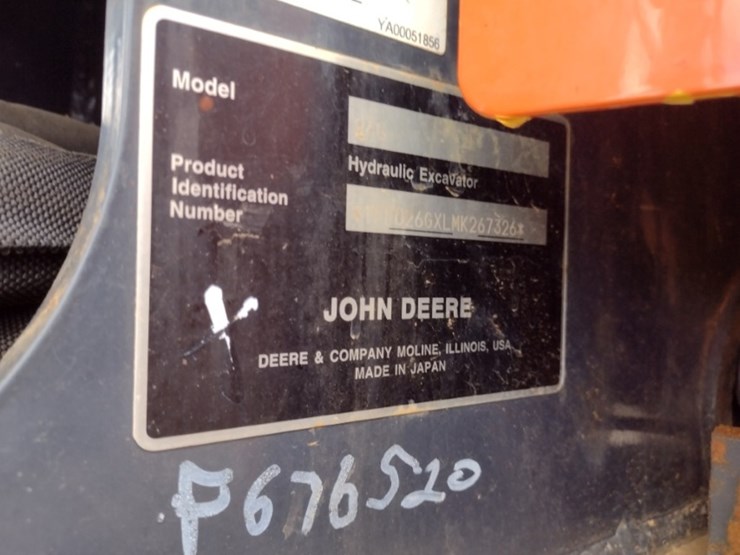 YA00051856
Model
Hydraulic Excavator
Product
Identification
Number
JOHN DEERE
DEERE & COMPANY MOLINE, ILLINOIS, USA
MADE IN JAPAN
P676520